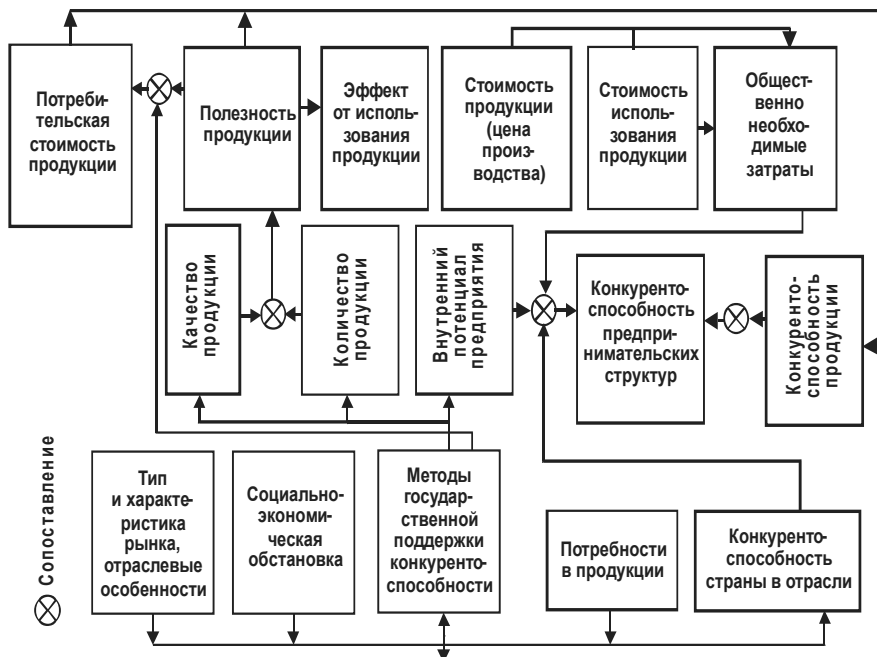 Потреби-
тельская
стоимость
продукции
Полезность
продукции
Эффект
от исполь-
зования
продукции
Стоимость
продукции
(цена
произ-
водства)
Стоимость
исполь-
зования
продукции
Общест-
венно
необхо-
димые
затраты
Качество
продукции
Количество
продукции
Внутренний
потенциал
предприятия
Конкуренто-
способность
предпри-
нимательских
структур
Конкуренто-
способность
продукции
Сопоставление
Тип
и характе-
ристика
рынка,
отраслевые
особенности
Социально-
экономи-
ческая
обстановка
Методы
государ-
ственной
поддержки
конкуренто-
способности
Потребности
в продукции
Конкуренто-
способность
страны в отрасли